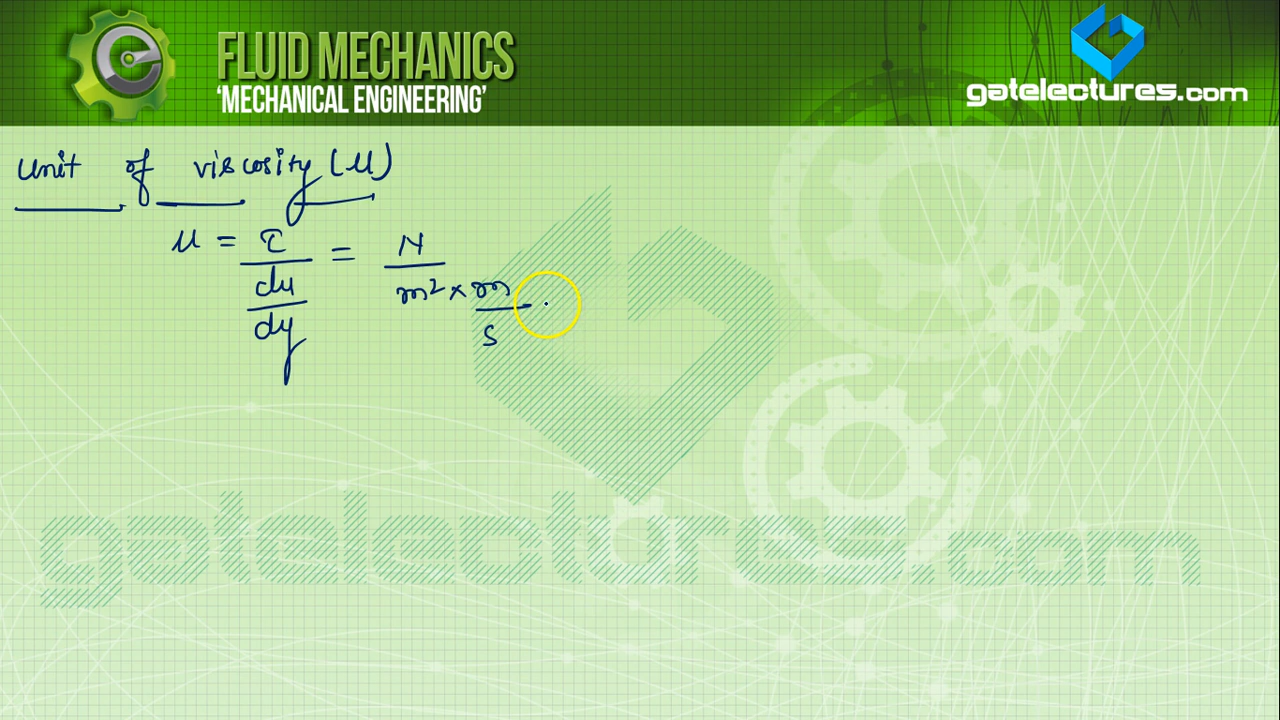 FLUID MECHANICS
'MECHANICAL ENGINEERING'
gatelectures.com
unit of viscosity (μ)
μ = τ / (du/dy) = N / (m² × m/s
gatelectures.com